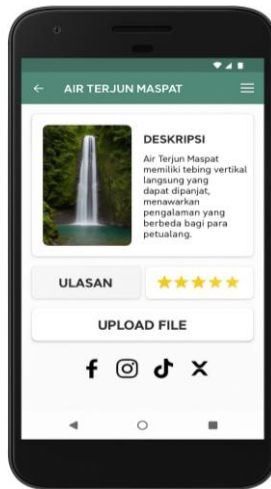 AIR TERJUN MASPAT
DESKRIPSI
Air Terjun Maspat
memiliki tebing vertikal
langsung yang
dapat dipanjat,
menawarkan
pengalaman yang
berbeda bagi para
petualang.
ULASAN
UPLOAD FILE